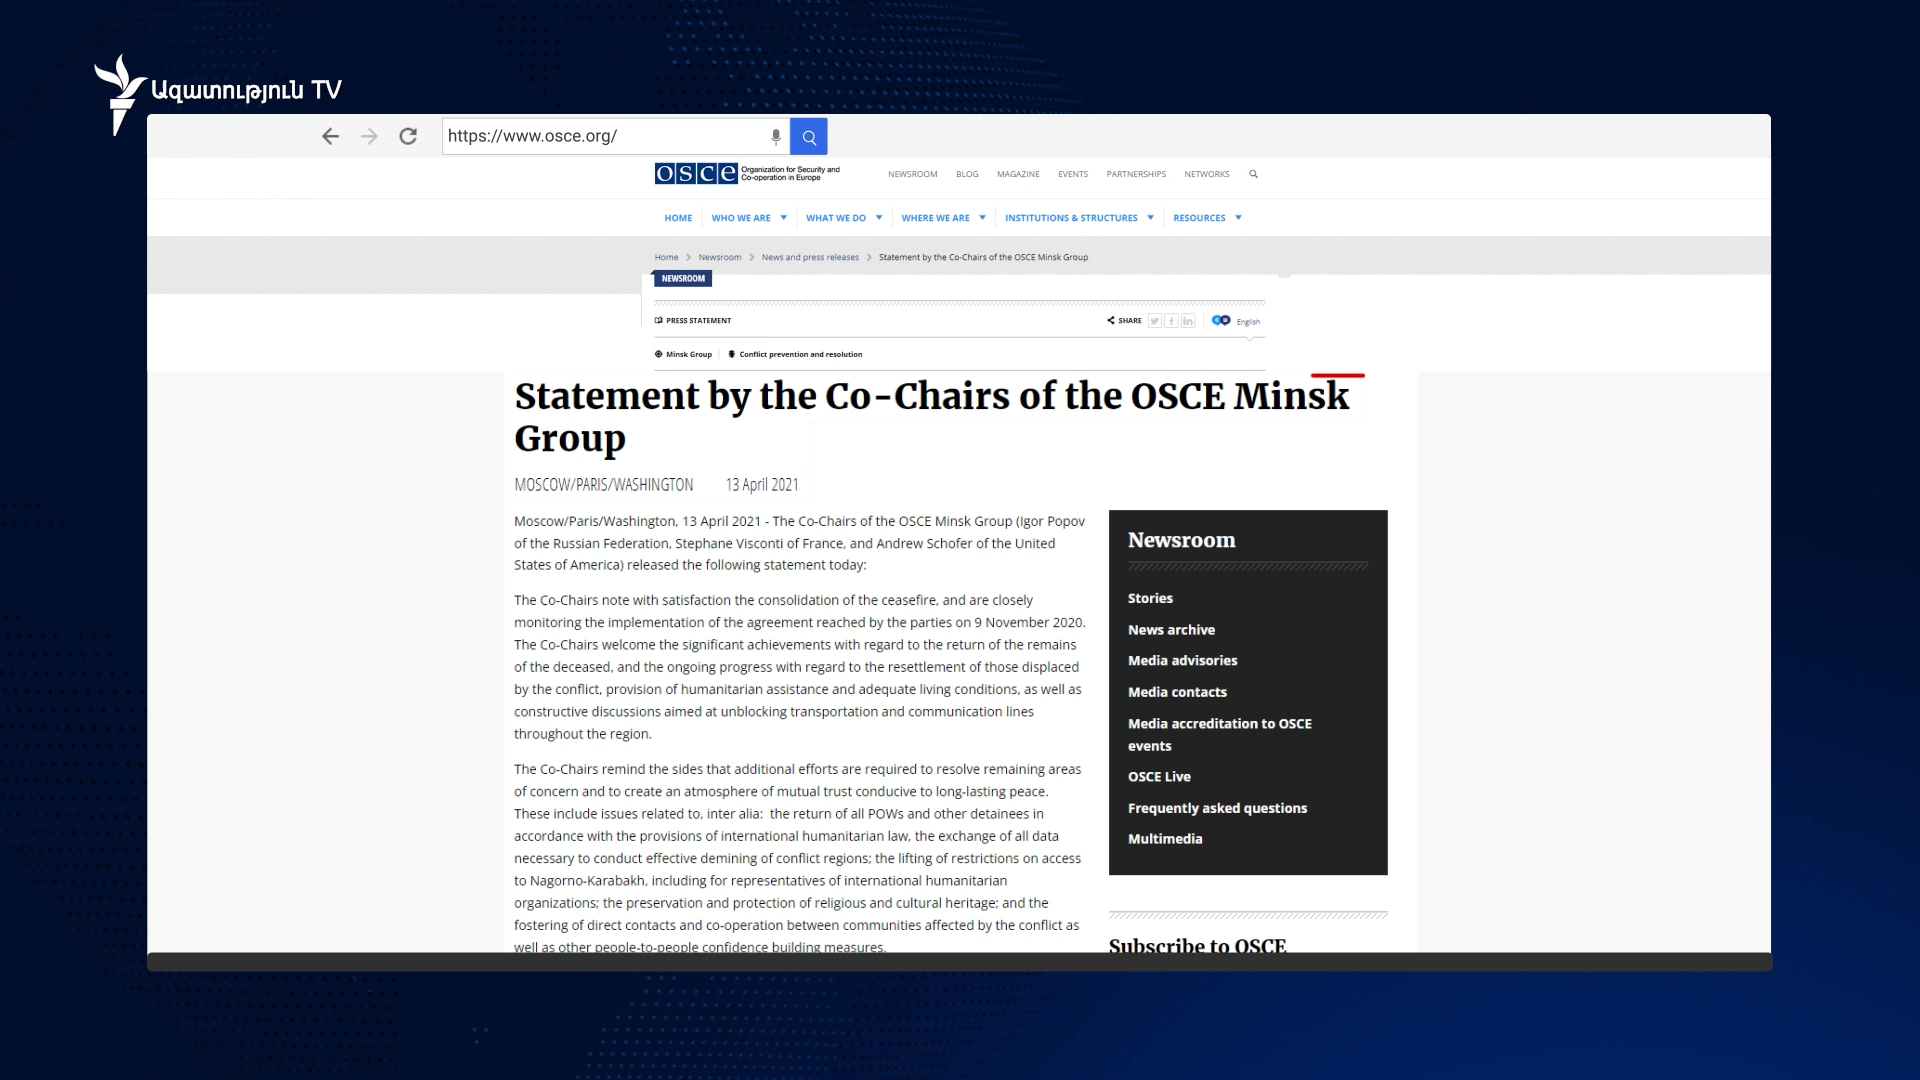 Ազատություն TV
https://www.osce.org/
osce Organization for Security and
Co-operation in Europe
NEWSROOM BLOG MAGAZINE EVENTS PARTNERSHIPS NETWORKS
HOME WHO WE ARE WHAT WE DO WHERE WE ARE INSTITUTIONS & STRUCTURES RESOURCES
Home Newsroom News and press releases Statement by the Co-Chairs of the OSCE Minsk Group
NEWSROOM
PRESS STATEMENT SHARE English
Minsk Group Conflict prevention and resolution
Statement by the Co-Chairs of the OSCE Minsk
Group
MOSCOW/PARIS/WASHINGTON 13 April 2021
Moscow/Paris/Washington, 13 April 2021 - The Co-Chairs of the OSCE Minsk Group (Igor Popov
of the Russian Federation, Stephane Visconti of France, and Andrew Schofer of the United
States of America) released the following statement today:
The Co-Chairs note with satisfaction the consolidation of the ceasefire, and are closely
monitoring the implementation of the agreement reached by the parties on 9 November 2020.
The Co-Chairs welcome the significant achievements with regard to the return of the remains
of the deceased, and the ongoing progress with regard to the resettlement of those displaced
by the conflict, provision of humanitarian assistance and adequate living conditions, as well as
constructive discussions aimed at unblocking transportation and communication lines
throughout the region.
The Co-Chairs remind the sides that additional efforts are required to resolve remaining areas
of concern and to create an atmosphere of mutual trust conducive to long-lasting peace.
These include issues related to, inter alia:  the return of all POWs and other detainees in
accordance with the provisions of international humanitarian law, the exchange of all data
necessary to conduct effective demining of conflict regions; the lifting of restrictions on access
to Nagorno-Karabakh, including for representatives of international humanitarian
organizations; the preservation and protection of religious and cultural heritage; and the
fostering of direct contacts and co-operation between communities affected by the conflict as
well as other people-to-people confidence building measures.
Newsroom
Stories
News archive
Media advisories
Media contacts
Media accreditation to OSCE
events
OSCE Live
Frequently asked questions
Multimedia
Subscribe to OSCE